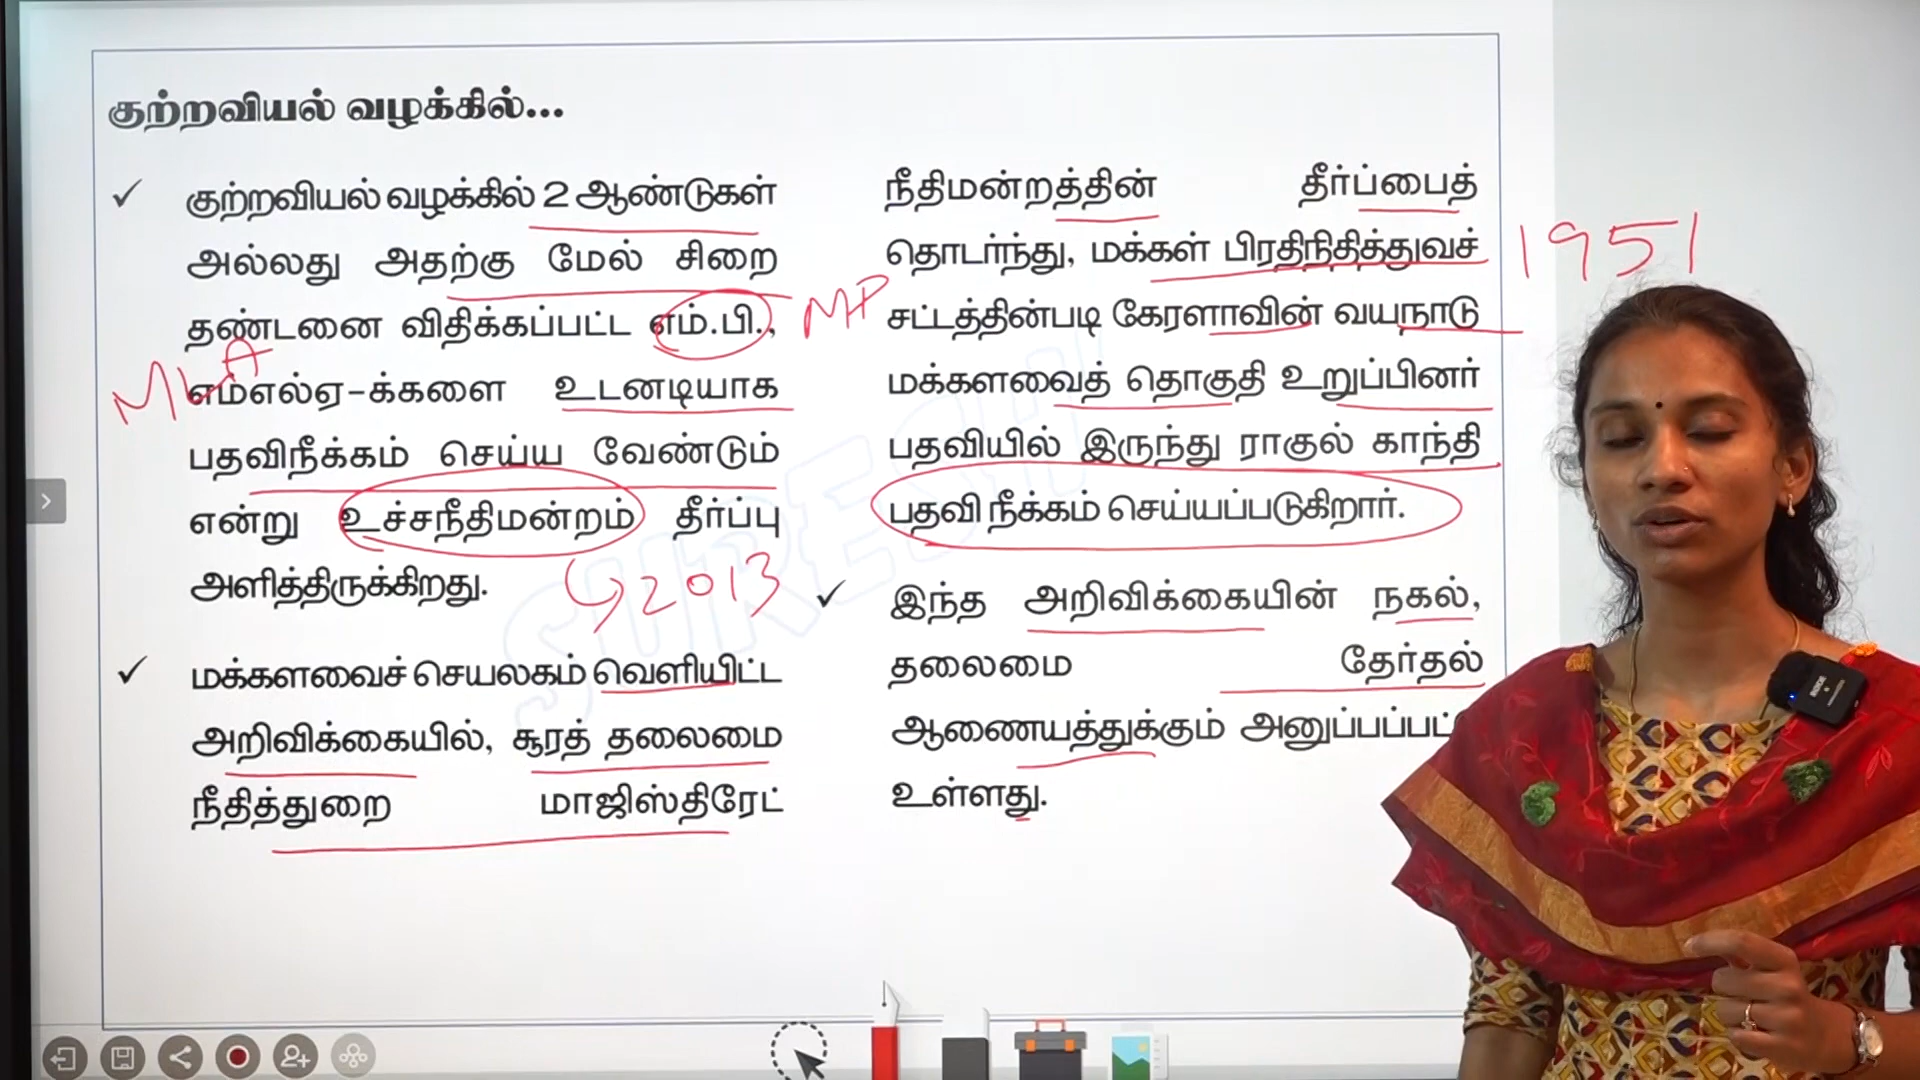 குற்றவியல் வழக்கில்...
✓ குற்றவியல் வழக்கில் 2 ஆண்டுகள்
அல்லது அதற்கு மேல் சிறை
தண்டனை விதிக்கப்பட்ட எம்.பி.,
MP
MLA
எம்எல்ஏ-க்களை உடனடியாக
பதவிநீக்கம் செய்ய வேண்டும்
என்று உச்சநீதிமன்றம் தீர்ப்பு
அளித்திருக்கிறது.
2013
✓ மக்களவைச் செயலகம் வெளியிட்ட
அறிவிக்கையில், சூரத் தலைமை
நீதித்துறை மாஜிஸ்திரேட்
நீதிமன்றத்தின் தீர்ப்பைத்
தொடர்ந்து, மக்கள் பிரதிநிதித்துவச்
1951
சட்டத்தின்படி கேரளாவின் வயநாடு
மக்களவைத் தொகுதி உறுப்பினர்
பதவியில் இருந்து ராகுல் காந்தி
பதவி நீக்கம் செய்யப்படுகிறார்.
✓ இந்த அறிவிக்கையின் நகல்,
தலைமை தேர்தல்
ஆணையத்துக்கும் அனுப்பப்பட்
உள்ளது.
SURESH